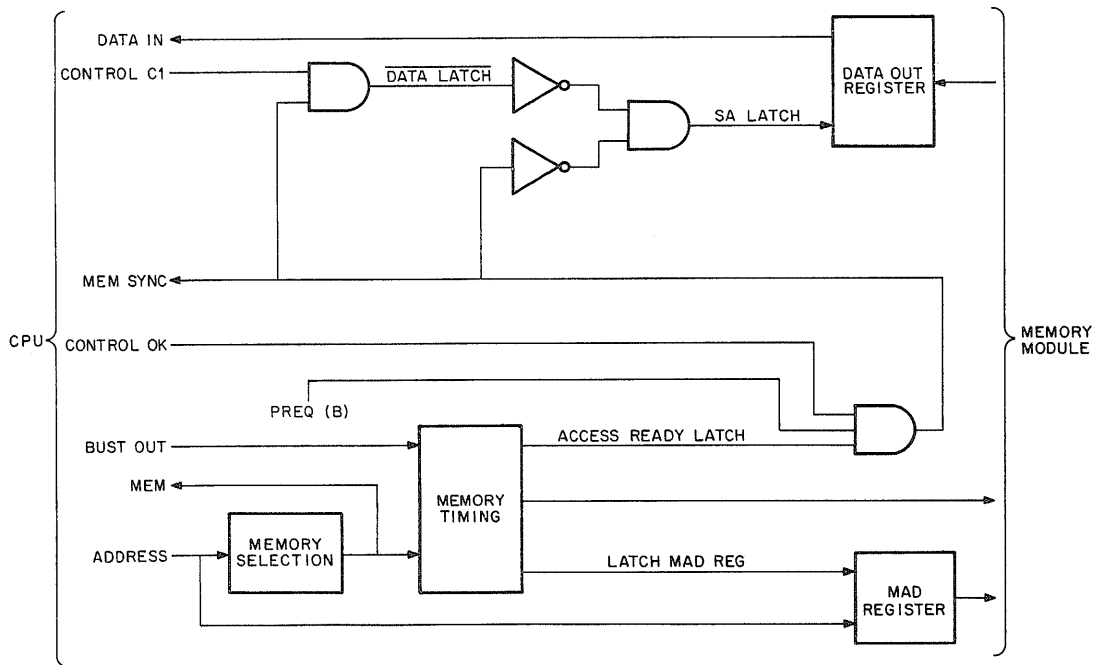 DATA IN
CONTROL C1
DATA LATCH
DATA OUT
REGISTER
SA LATCH
MEM SYNC
CPU
CONTROL OK
MEMORY
MODULE
PREQ (B)
BUST OUT
ACCESS READY LATCH
MEM
MEMORY
TIMING
ADDRESS
MEMORY
SELECTION
LATCH MAD REG
MAD
REGISTER